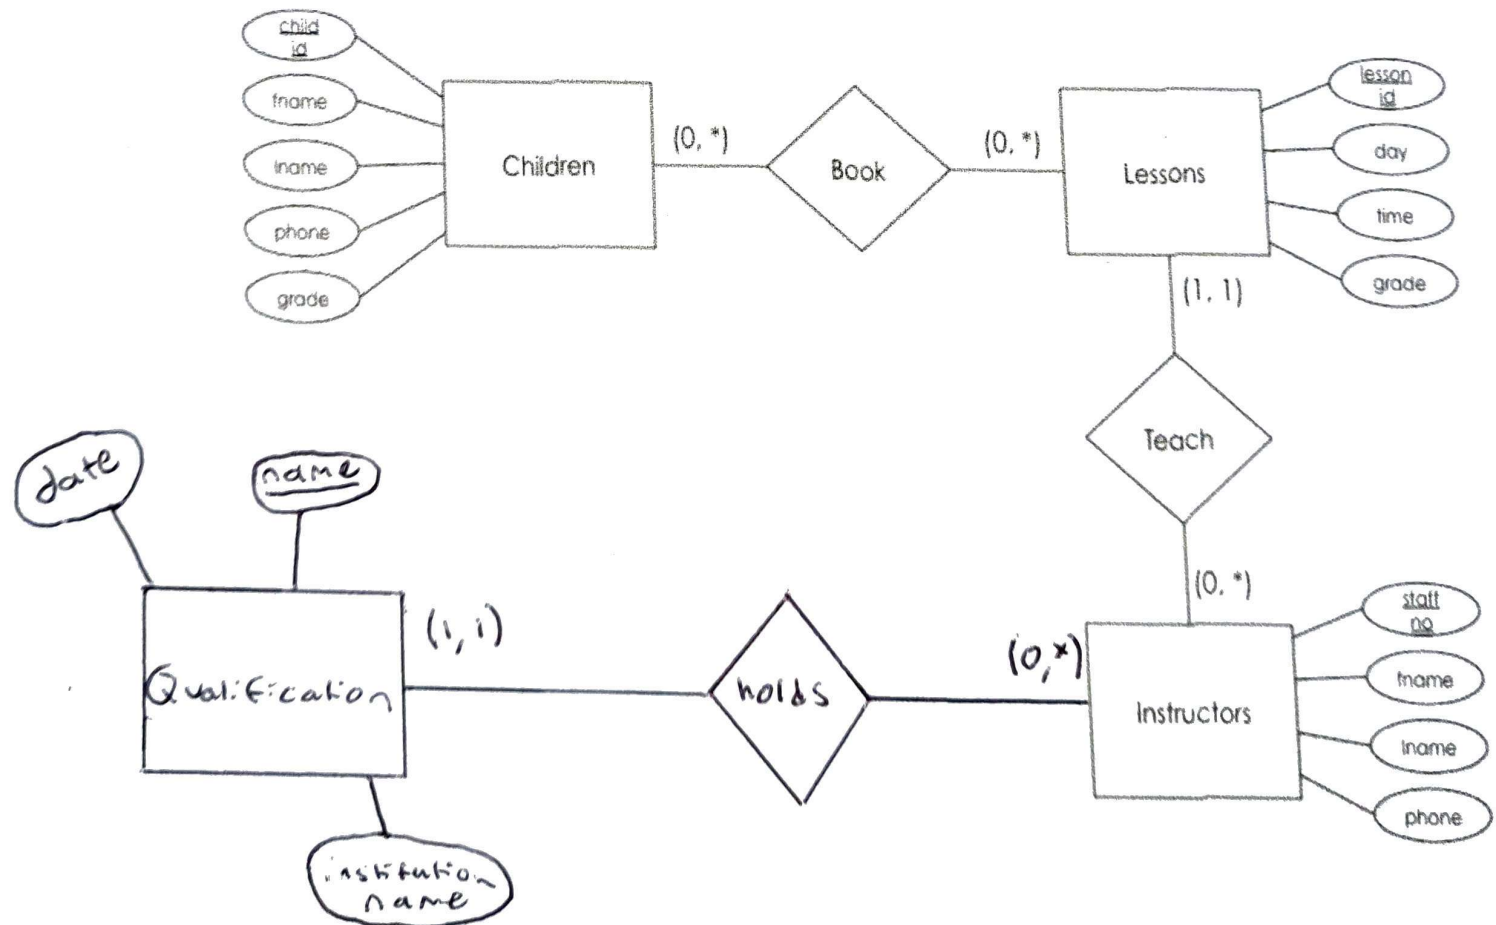 child
id
fname
lname
phone
grade
Children
(0, *)
Book
(0, *)
Lessons
lesson
id
day
time
grade
(1, 1)
Teach
(0, *)
date
name
Qualification
(1, 1)
holds
(0, *)
Instructors
staff
no
fname
lname
phone
institution
name